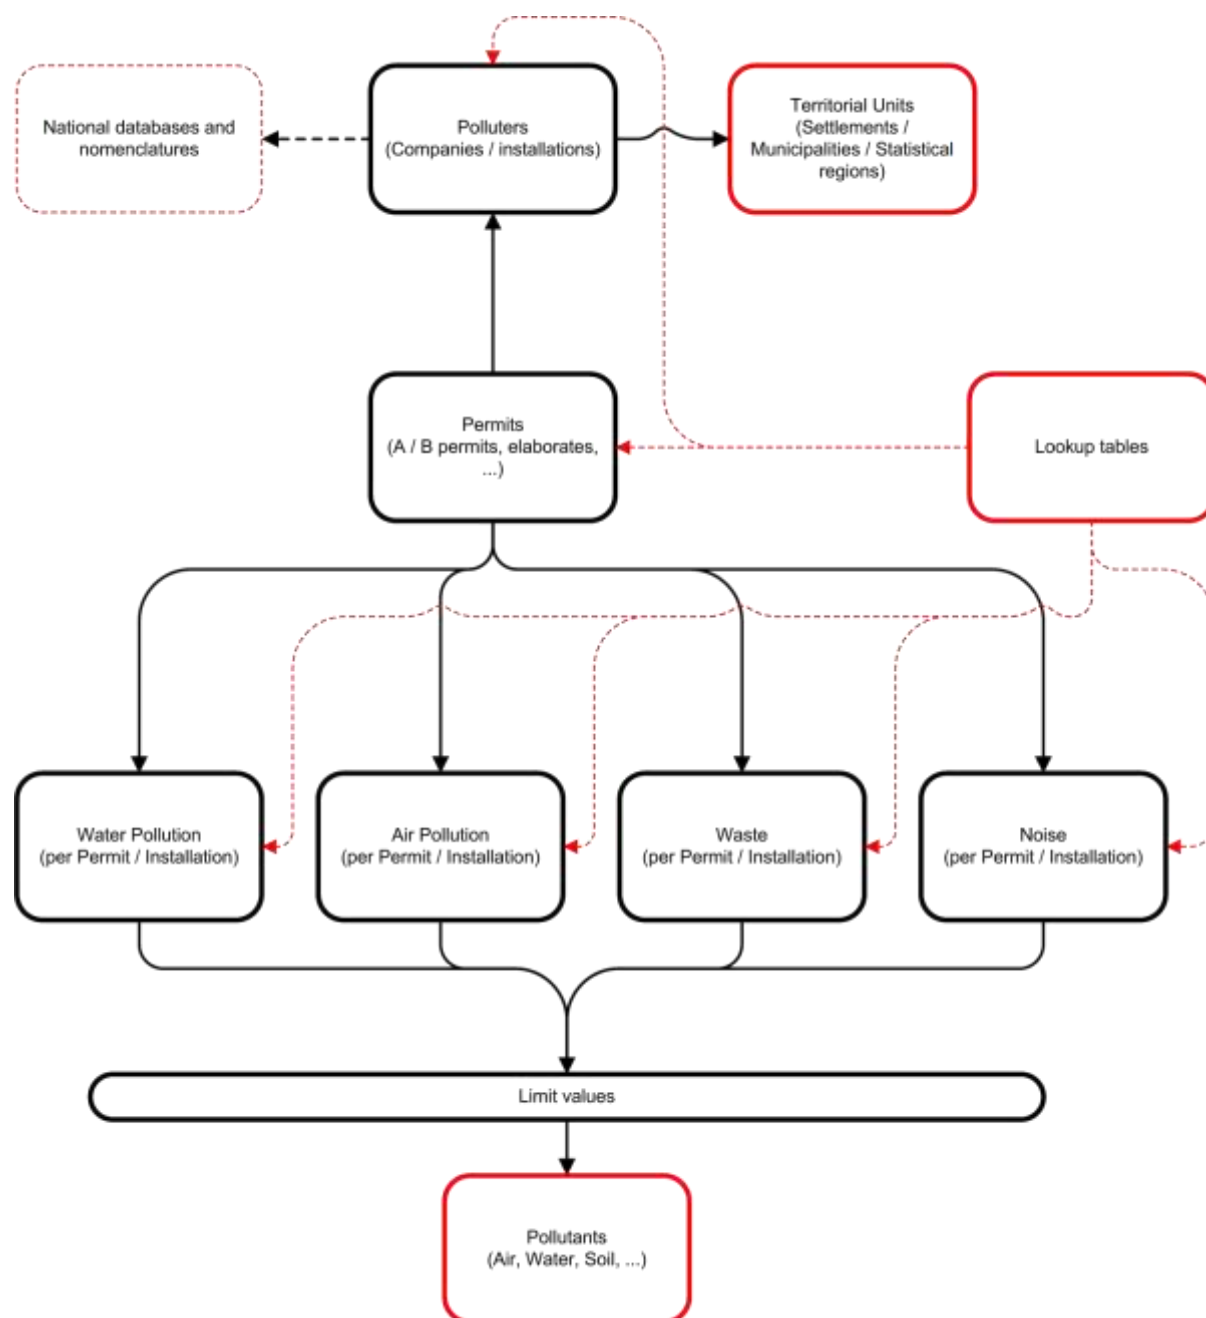 National databases and
nomenclatures
Polluters
(Companies / installations)
Territorial Units
(Settlements /
Municipalities / Statistical
regions)
Permits
(A / B permits, elaborates,
...)
Lookup tables
Water Pollution
(per Permit / Installation)
Air Pollution
(per Permit / Installation)
Waste
(per Permit / Installation)
Noise
(per Permit / Installation)
Limit values
Pollutants
(Air, Water, Soil, ...)